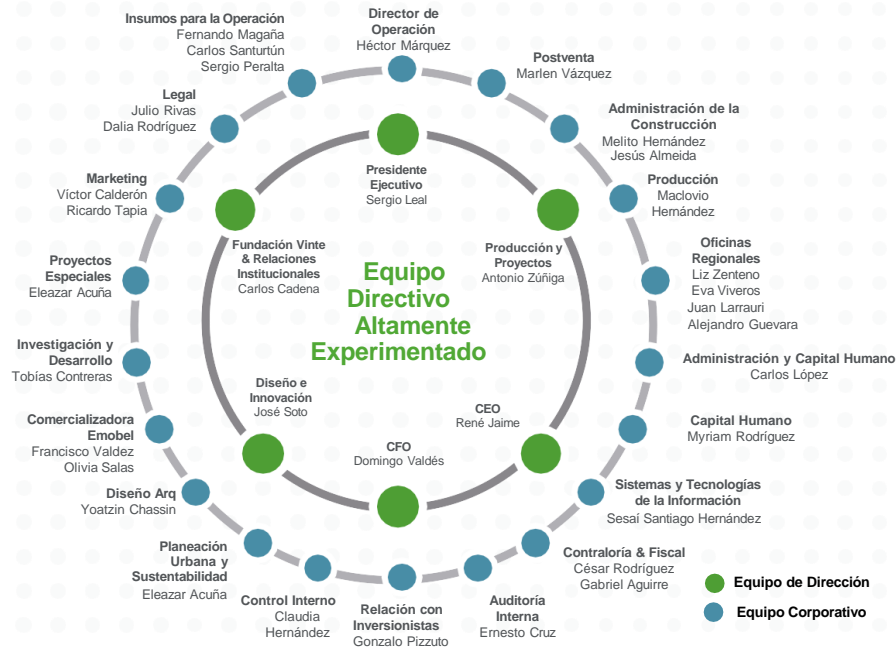 Insumos para la Operación
Fernando Magaña
Carlos Santurtún
Sergio Peralta
Director de
Operación
Héctor Márquez
Postventa
Marlen Vázquez
Legal
Julio Rivas
Dalia Rodríguez
Administración de la
Construcción
Melito Hernández
Jesús Almeida
Marketing
Víctor Calderón
Ricardo Tapia
Presidente
Ejecutivo
Sergio Leal
Producción
Maclovio
Hernández
Fundación Vinte
& Relaciones
Institucionales
Carlos Cadena
Producción y
Proyectos
Antonio Zúñiga
Oficinas
Regionales
Liz Zenteno
Eva Viveros
Juan Larrauri
Alejandro Guevara
Proyectos
Especiales
Eleazar Acuña
Equipo
Directivo
Altamente
Experimentado
Investigación y
Desarrollo
Tobías Contreras
Administración y Capital Humano
Carlos López
Diseño e
Innovación
José Soto
CEO
René Jaime
Comercializadora
Emobel
Francisco Valdez
Olivia Salas
CFO
Domingo Valdés
Capital Humano
Myriam Rodríguez
Diseño Arq
Yoatzin Chassin
Sistemas y Tecnologías
de la Información
Sesaí Santiago Hernández
Planeación
Urbana y
Sustentabilidad
Eleazar Acuña
Contraloría & Fiscal
César Rodríguez
Gabriel Aguirre
Control Interno
Claudia
Hernández
Relación con
Inversionistas
Gonzalo Pizzuto
Auditoría
Interna
Ernesto Cruz
Equipo de Dirección
Equipo Corporativo